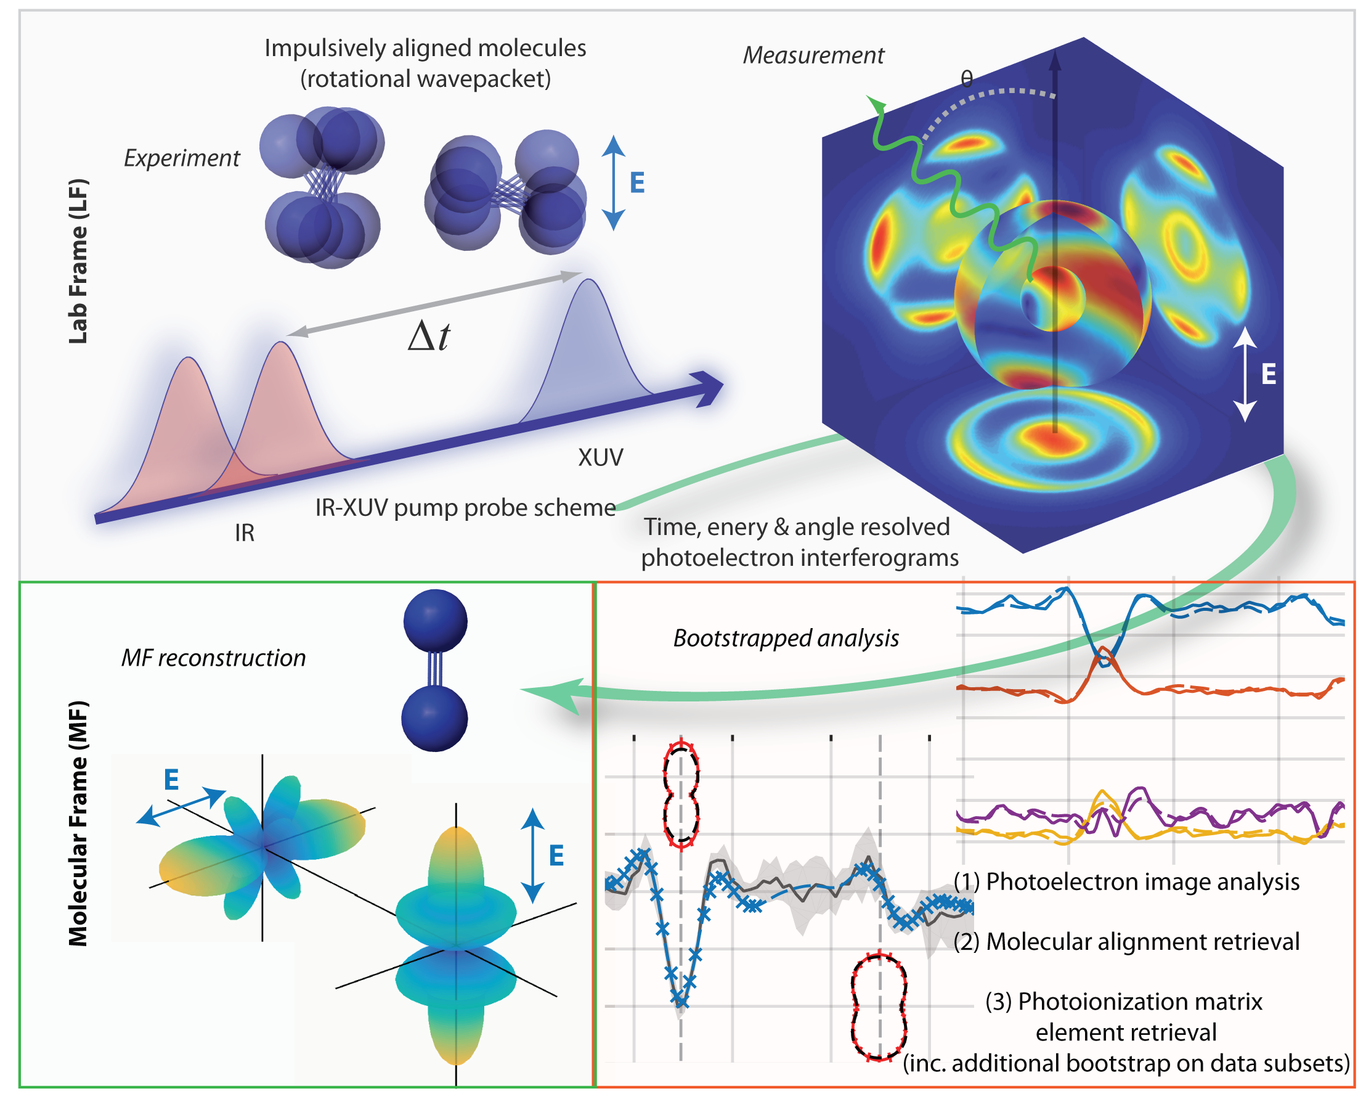 Impulsively aligned molecules
(rotational wavepacket)
Experiment
E
Lab Frame (LF)
Δt
XUV
IR-XUV pump probe scheme
IR
Measurement
θ
E
Time, enery & angle resolved
photoelectron interferograms
MF reconstruction
Molecular Frame (MF)
E
E
Bootstrapped analysis
(1) Photoelectron image analysis
(2) Molecular alignment retrieval
(3) Photoionization matrix
element retrieval
(inc. additional bootstrap on data subsets)